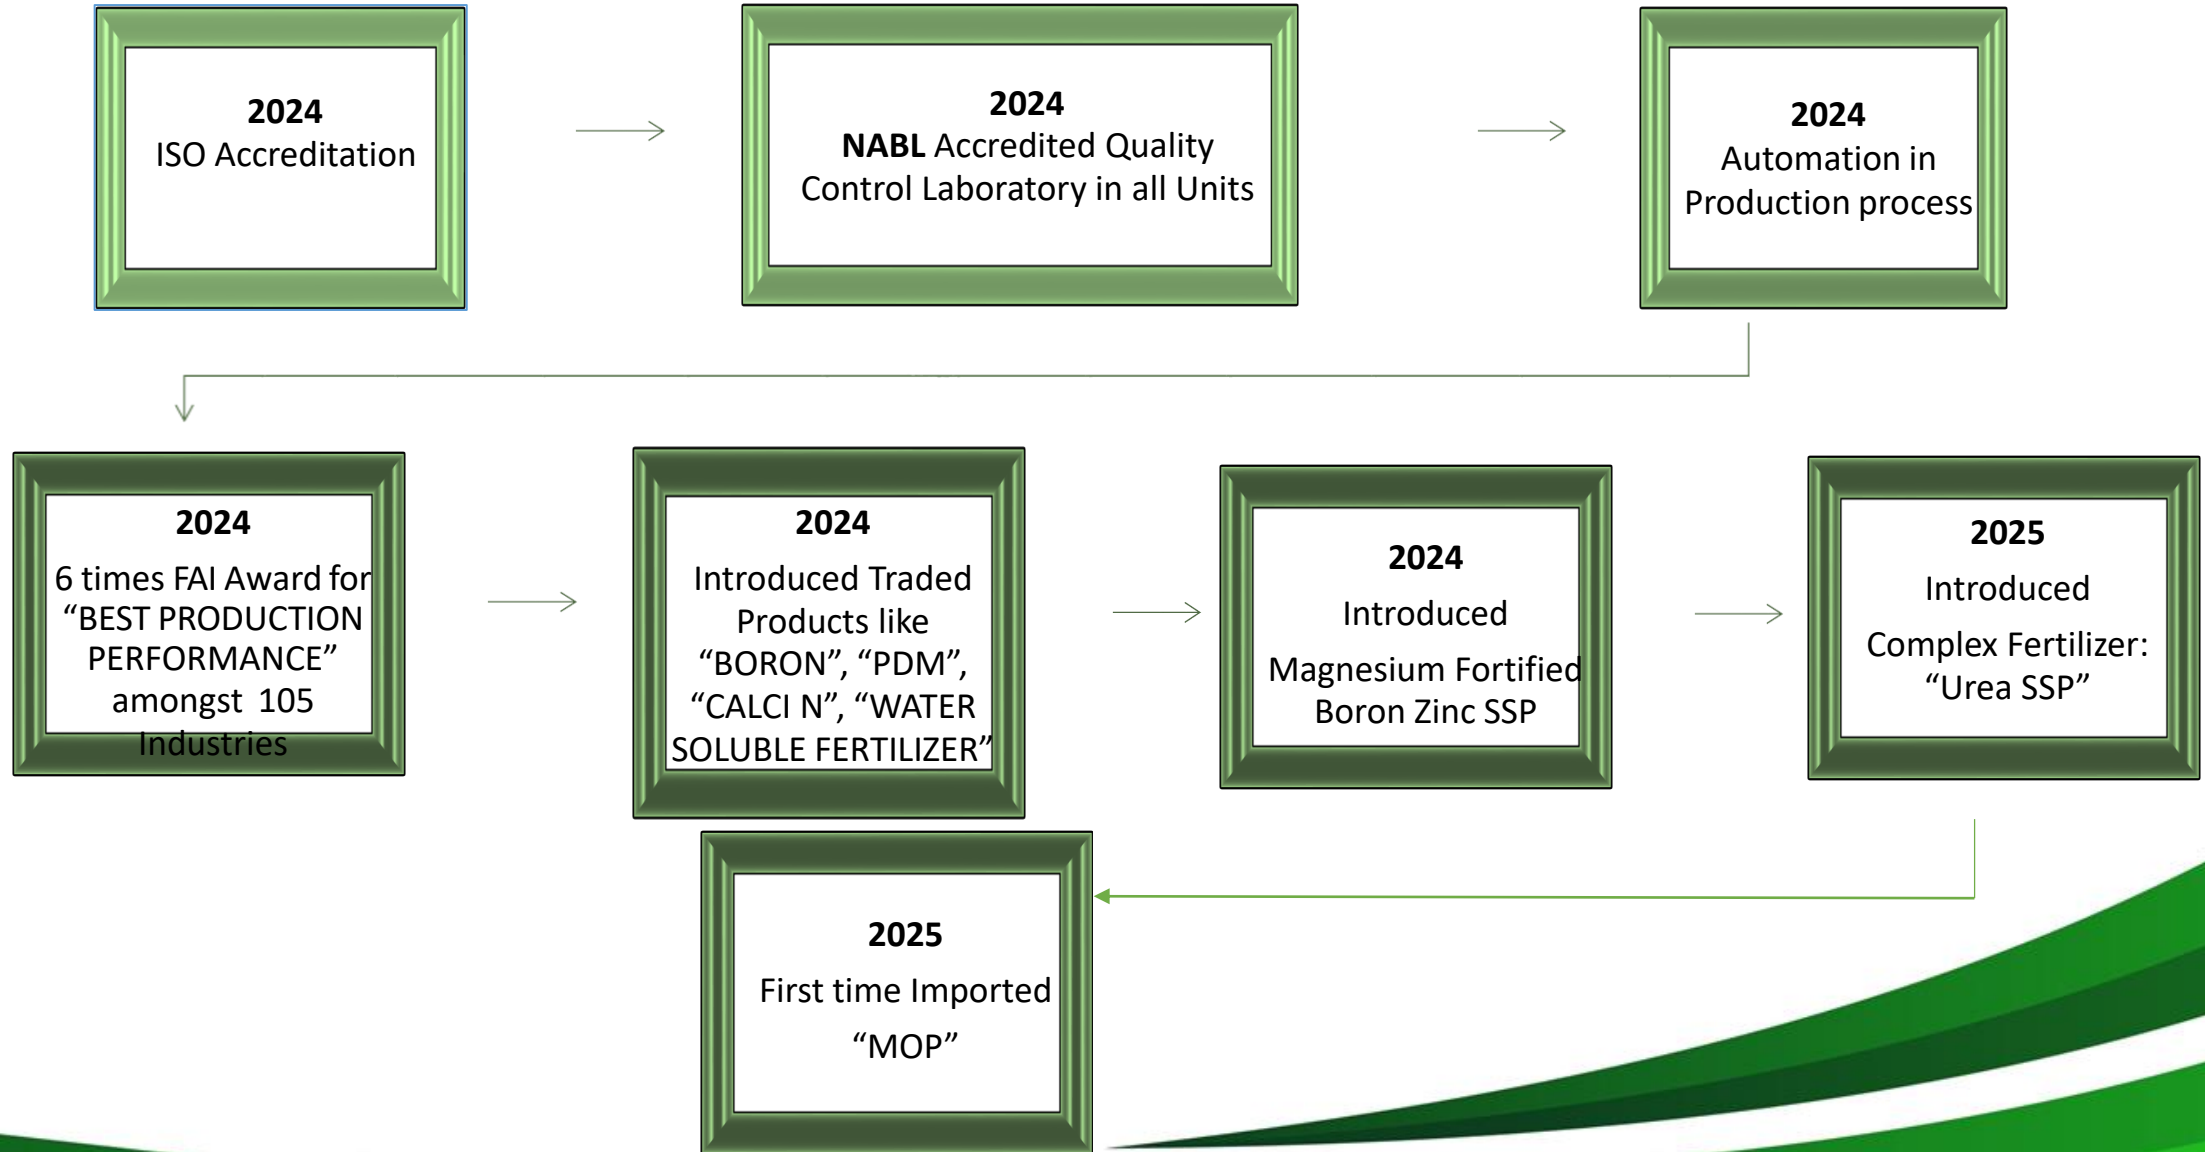 2024
ISO Accreditation
2024
NABL Accredited Quality
Control Laboratory in all Units
2024
Automation in
Production process
2024
6 times FAI Award for
“BEST PRODUCTION
PERFORMANCE”
amongst 105
Industries
2024
Introduced Traded
Products like
“BORON”, “PDM”,
“CALCI N”, “WATER
SOLUBLE FERTILIZER”
2024
Introduced
Magnesium Fortified
Boron Zinc SSP
2025
Introduced
Complex Fertilizer:
“Urea SSP”
2025
First time Imported
“MOP”